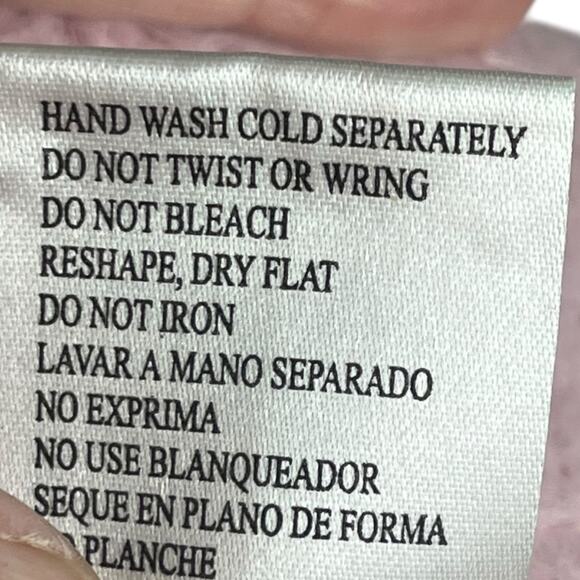 HAND WASH COLD SEPARATELY
DO NOT TWIST OR WRING
DO NOT BLEACH
RESHAPE, DRY FLAT
DO NOT IRON
LAVAR A MANO SEPARADO
NO EXPRIMA
NO USE BLANQUEADOR
SEQUE EN PLANO DE FORMA
PLANCHE